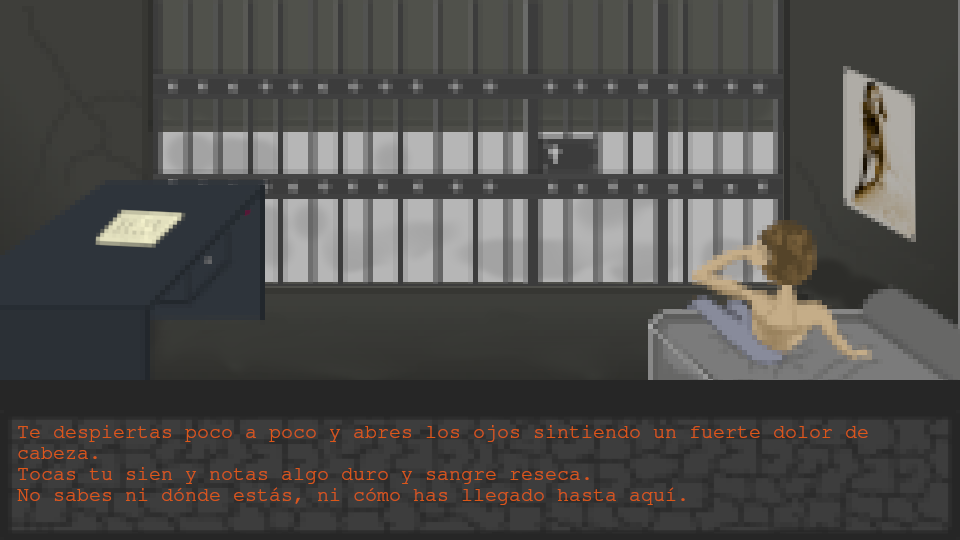 Te despiertas poco a poco y abres los ojos sintiendo un fuerte dolor de
cabeza.
Tocas tu sien y notas algo duro y sangre reseca.
No sabes ni dónde estás, ni cómo has llegado hasta aquí.